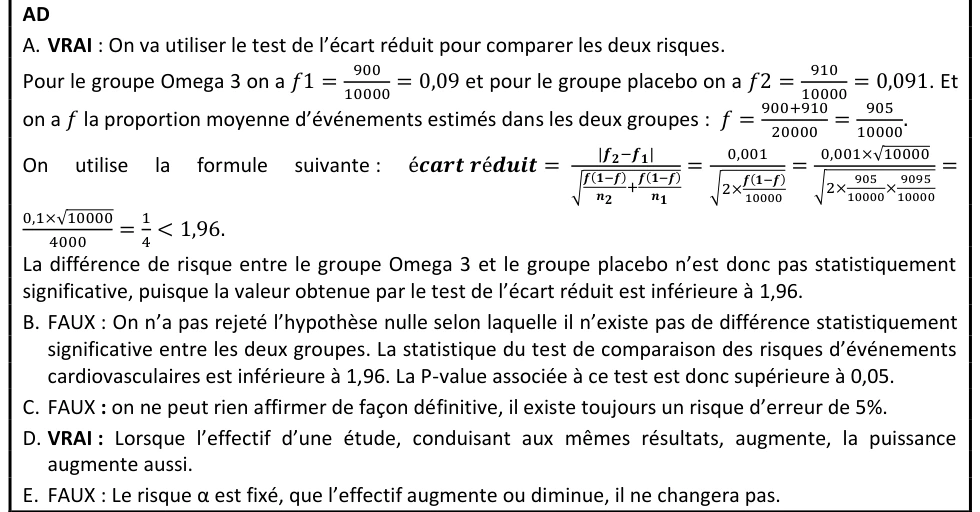 AD
A. VRAI : On va utiliser le test de l'écart réduit pour comparer les deux risques.
Pour le groupe Omega 3 on a f1 = 900/10000 = 0,09 et pour le groupe placebo on a f2 = 910/10000 = 0,091. Et
on a f la proportion moyenne d'événements estimés dans les deux groupes : f = (900+910)/20000 = 905/10000.
On utilise la formule suivante : écart réduit = |f₂−f₁|/√(f(1−f)/n₂ + f(1−f)/n₁) = 0,001/√(2×f(1−f)/10000) = 0,001×√10000/√(2×905/10000×9095/10000) =
0,1×√10000/4000 = 1/4 < 1,96.
La différence de risque entre le groupe Omega 3 et le groupe placebo n'est donc pas statistiquement
significative, puisque la valeur obtenue par le test de l'écart réduit est inférieure à 1,96.
B. FAUX : On n'a pas rejeté l'hypothèse nulle selon laquelle il n'existe pas de différence statistiquement
significative entre les deux groupes. La statistique du test de comparaison des risques d'événements
cardiovasculaires est inférieure à 1,96. La P-value associée à ce test est donc supérieure à 0,05.
C. FAUX : on ne peut rien affirmer de façon définitive, il existe toujours un risque d'erreur de 5%.
D. VRAI : Lorsque l'effectif d'une étude, conduisant aux mêmes résultats, augmente, la puissance
augmente aussi.
E. FAUX : Le risque α est fixé, que l'effectif augmente ou diminue, il ne changera pas.